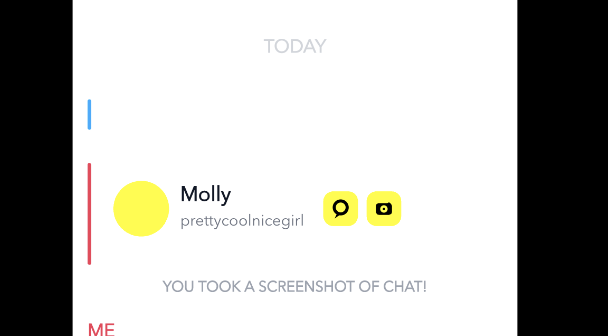 TODAY
Molly
prettycoolnicegirl
YOU TOOK A SCREENSHOT OF CHAT!
ME